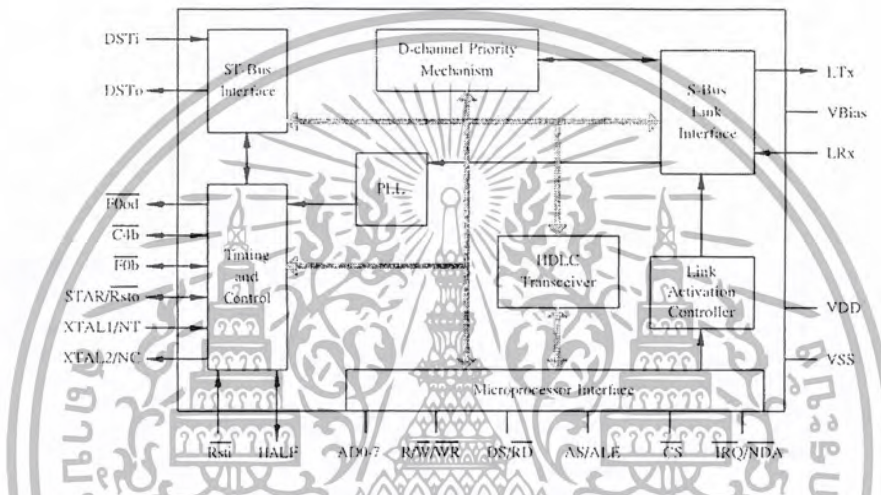 DSTi
DSTo
ST-Bus
Interface
D-channel Priority
Mechanism
S-Bus
Link
Interface
LTx
VBias
LRx
PLL
F0od
C4b
F0b
STAR/Rsto
XTAL1/NT
XTAL2/NC
Timing
and
Control
HDLC
Transceiver
Link
Activation
Controller
VDD
VSS
Microprocessor Interface
Rsti
HALF
AD0-7
R/W/WR
DS/RD
AS/ALE
CS
IRQ/NDA